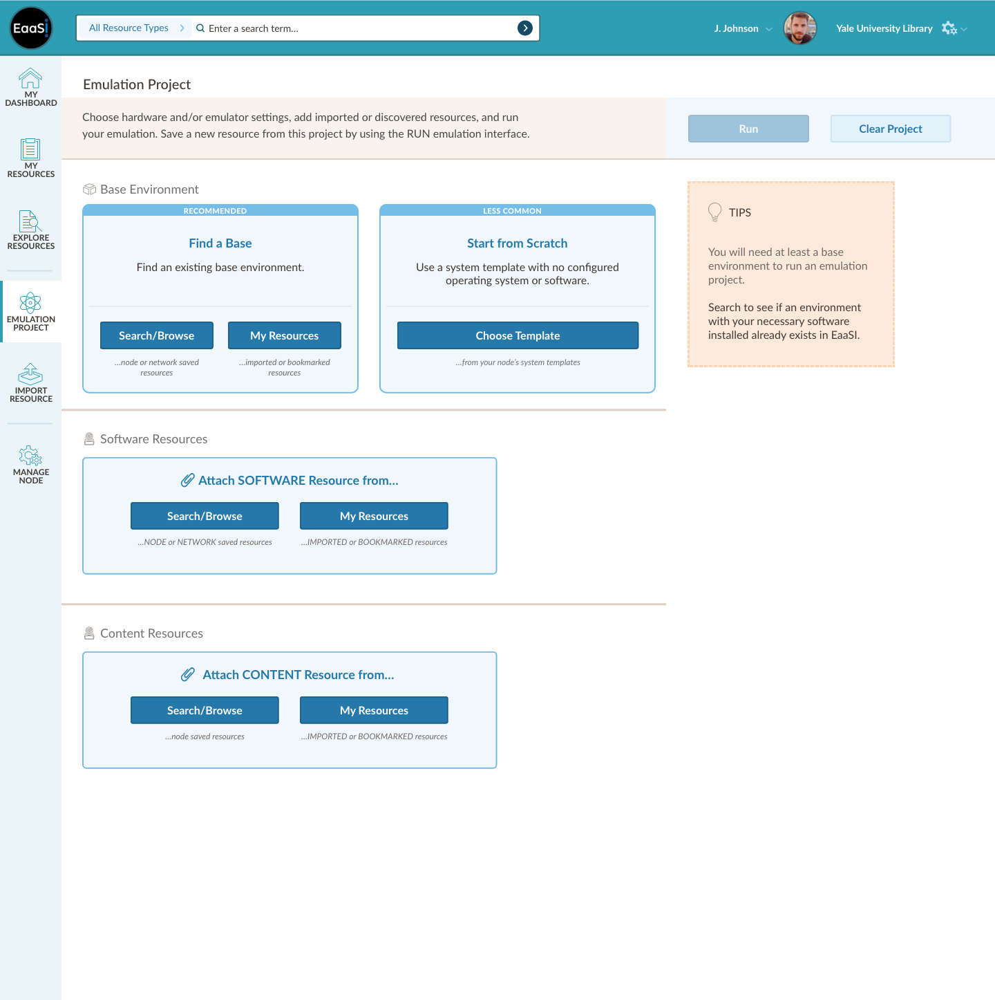 EaaSi
All Resource Types
Enter a search term...
J. Johnson
Yale University Library
MY
DASHBOARD
MY
RESOURCES
EXPLORE
RESOURCES
EMULATION
PROJECT
IMPORT
RESOURCE
MANAGE
NODE
Emulation Project
Choose hardware and/or emulator settings, add imported or discovered resources, and run
your emulation. Save a new resource from this project by using the RUN emulation interface.
Run
Clear Project
Base Environment
RECOMMENDED
Find a Base
Find an existing base environment.
Search/Browse
My Resources
...node or network saved
resources
...imported or bookmarked
resources
LESS COMMON
Start from Scratch
Use a system template with no configured
operating system or software.
Choose Template
...from your node's system templates
TIPS
You will need at least a base
environment to run an emulation
project.
Search to see if an environment
with your necessary software
installed already exists in EaaSI.
Software Resources
Attach SOFTWARE Resource from...
Search/Browse
My Resources
...NODE or NETWORK saved resources
...IMPORTED or BOOKMARKED resources
Content Resources
Attach CONTENT Resource from...
Search/Browse
My Resources
...node saved resources
...IMPORTED or BOOKMARKED resources